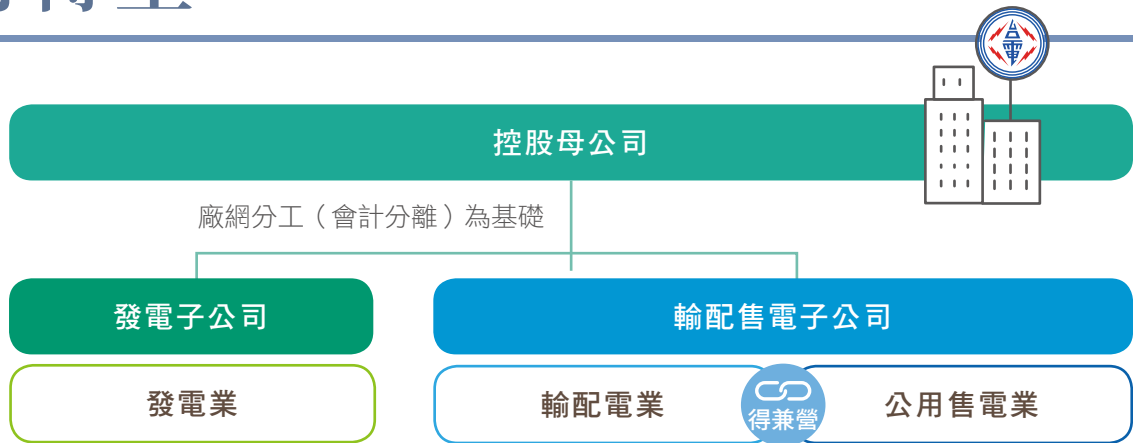 台電
控股母公司
廠網分工（會計分離）為基礎
發電子公司
輸配售電子公司
發電業
輸配電業
得兼營
公用售電業